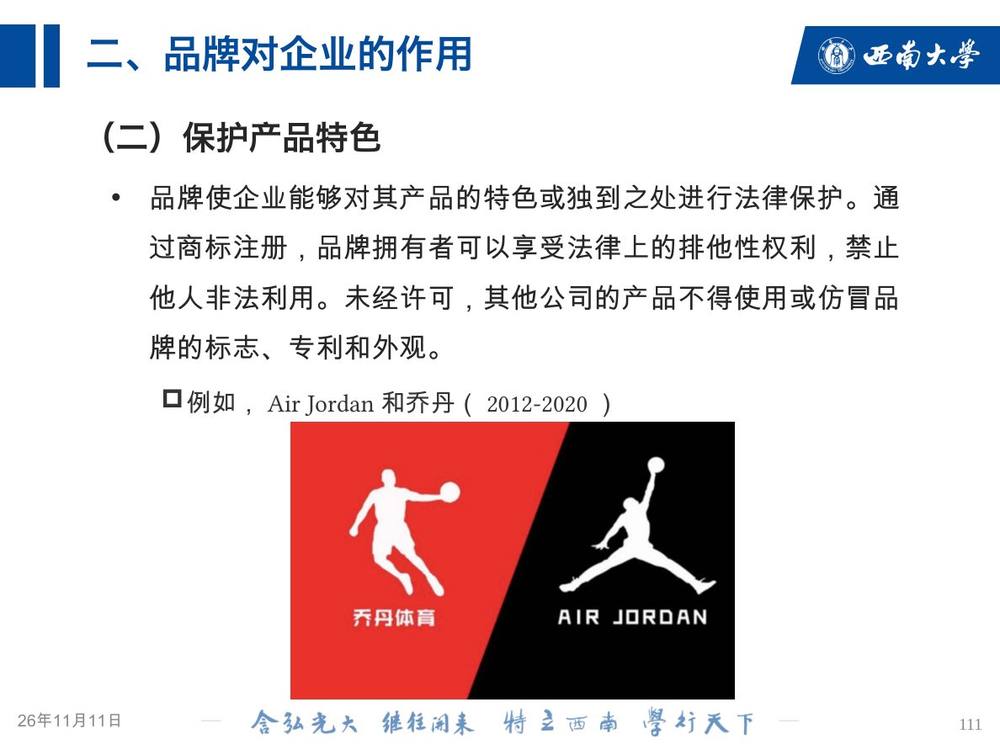 二、品牌对企业的作用
西南大学
（二）保护产品特色
• 品牌使企业能够对其产品的特色或独到之处进行法律保护。通
过商标注册，品牌拥有者可以享受法律上的排他性权利，禁止
他人非法利用。未经许可，其他公司的产品不得使用或仿冒品
牌的标志、专利和外观。
例如， Air Jordan 和乔丹（ 2012-2020 ）
乔丹体育
AIR JORDAN
26年11月11日
含弘光大 继往开来 特立西南 學行天下
111